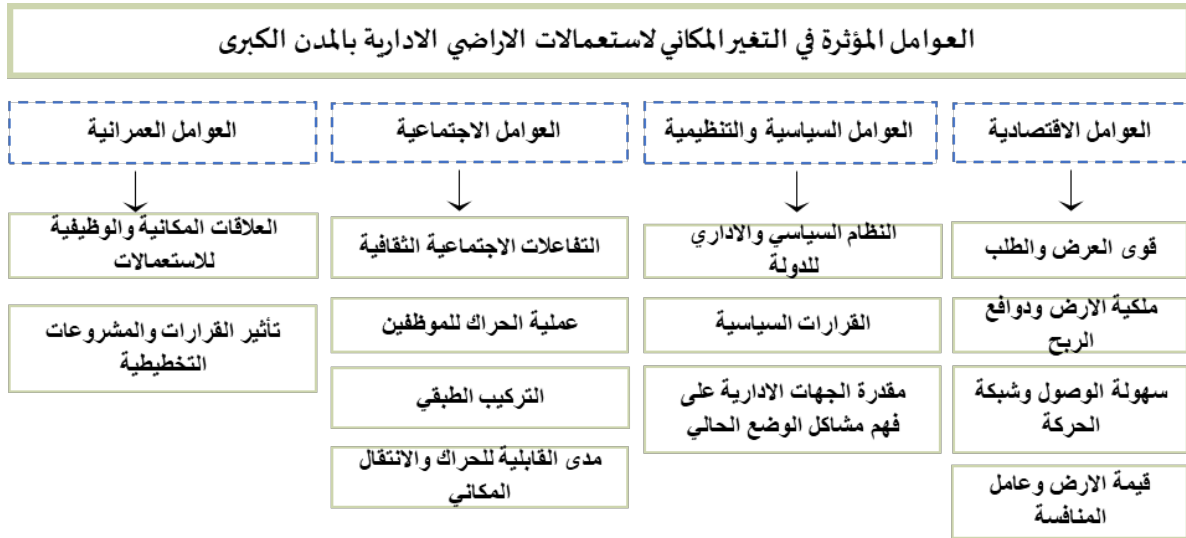 العوامل المؤثرة في التغير المكاني لاستعمالات الاراضي الادارية بالمدن الكبرى
العوامل الاقتصادية
قوى العرض والطلب
ملكية الارض ودوافع
الربح
سهولة الوصول وشبكة
الحركة
قيمة الارض وعامل
المنافسة
العوامل السياسية والتنظيمية
النظام السياسي والاداري
للدولة
القرارات السياسية
مقدرة الجهات الادارية على
فهم مشاكل الوضع الحالي
العوامل الاجتماعية
التفاعلات الاجتماعية الثقافية
عملية الحراك للموظفين
التركيب الطبقي
مدى القابلية للحراك والانتقال
المكاني
العوامل العمرانية
العلاقات المكانية والوظيفية
للاستعمالات
تأثير القرارات والمشروعات
التخطيطية